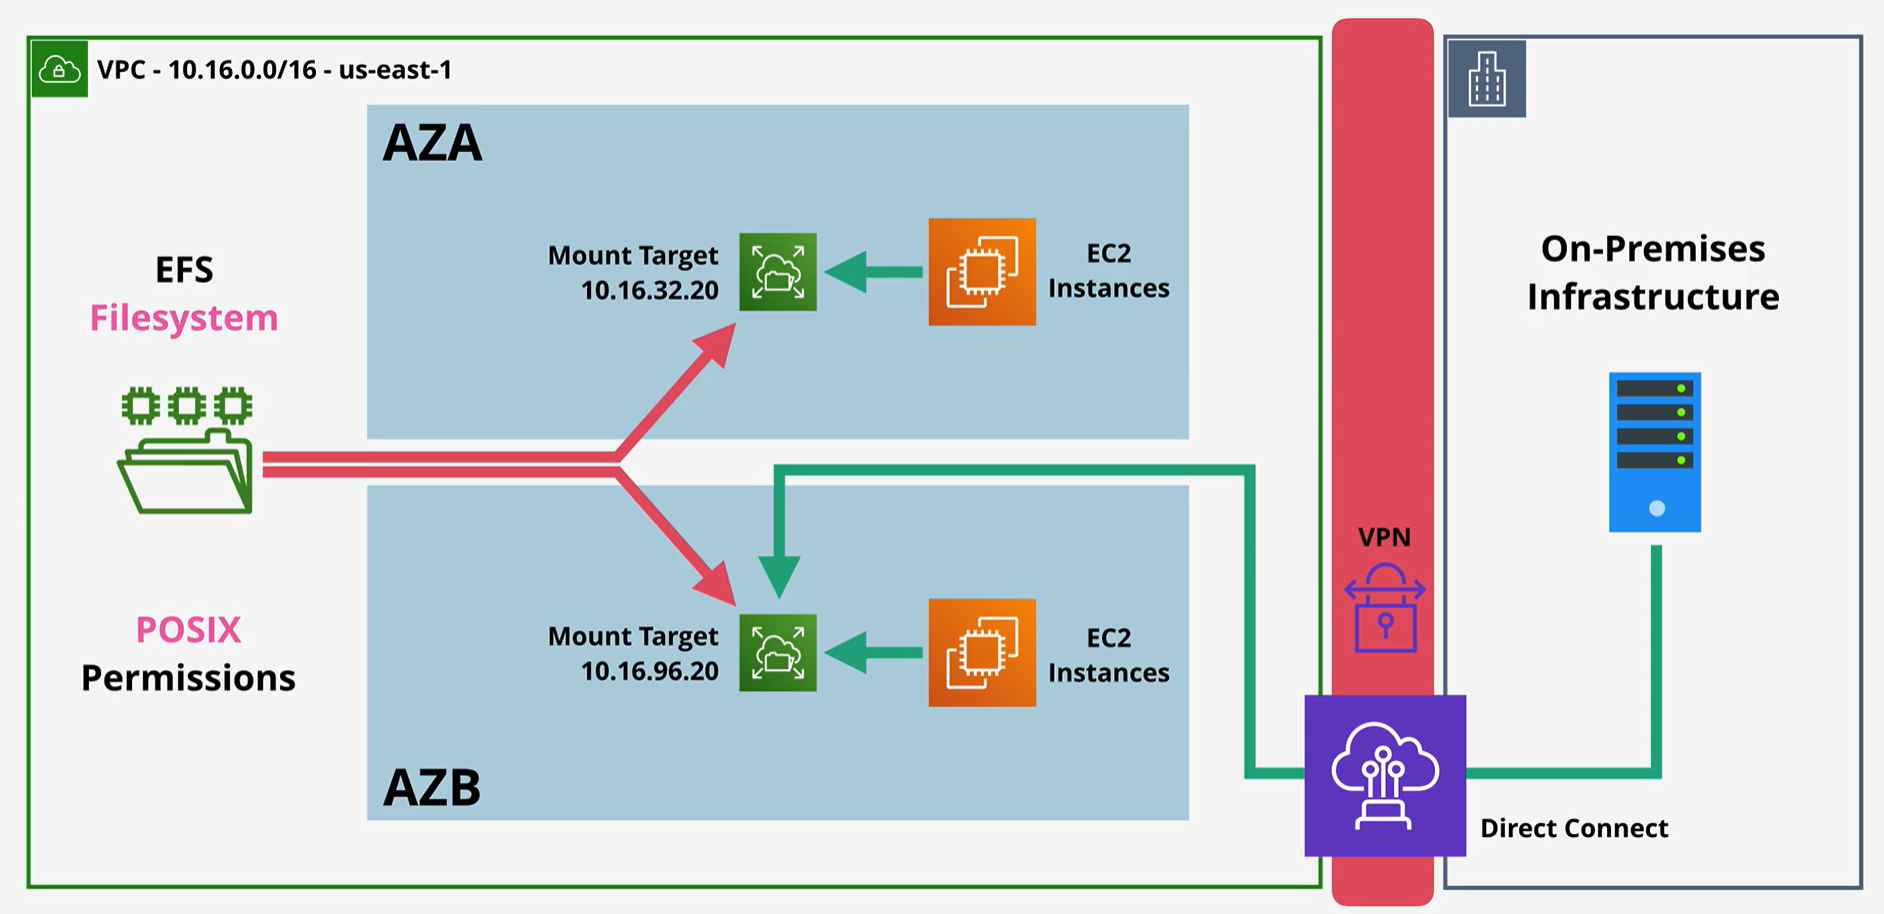 VPC - 10.16.0.0/16 - us-east-1
AZA
EFS
Filesystem
Mount Target
10.16.32.20
EC2
Instances
On-Premises
Infrastructure
VPN
POSIX
Permissions
Mount Target
10.16.96.20
EC2
Instances
AZB
Direct Connect